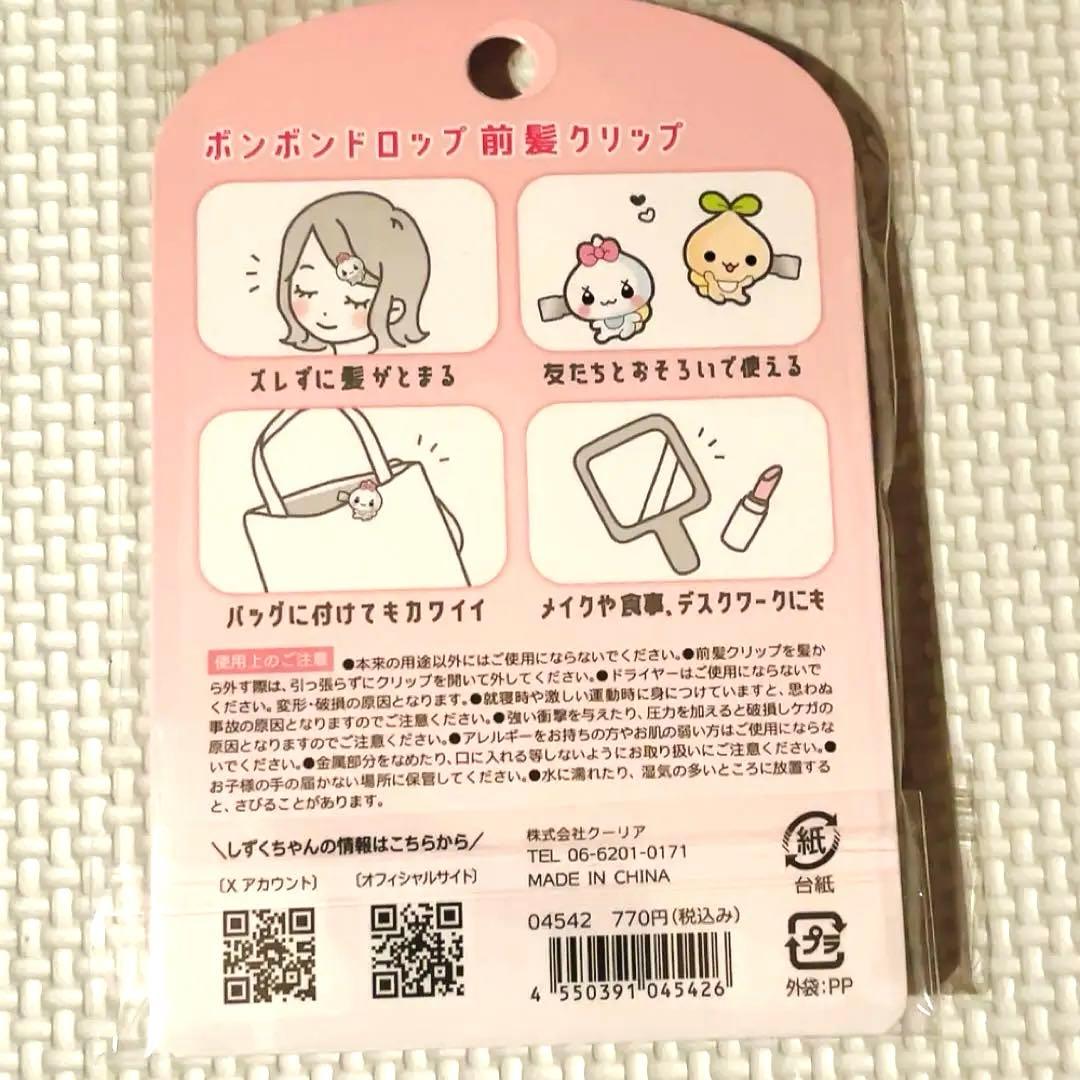 ボンボンドロップ前髪クリップ
ズレずに髪がとまる
友たちとおそろいで使える
バッグに付けてもカワイイ
メイクや食事、デスクワークにも
使用上のご注意 ●本来の用途以外にはご使用にならないでください。●前髪クリップを髪か
ら外す際は、引っ張らずにクリップを開いて外してください。●ドライヤーはご使用にならないで
ください。変形・破損の原因となります。●就寝時や激しい運動時に身につけていますと、思わぬ
事故の原因となりますのでご注意ください。●強い衝撃を与えたり、圧力を加えると破損しケガの
原因となりますのでご注意ください。●アレルギーをお持ちの方やお肌の弱い方はご使用にならな
いでください。●金属部分をなめたり、口に入れる等しないようにお取り扱いにご注意ください。●
お子様の手の届かない場所に保管してください。●水に濡れたり、湿気の多いところに放置する
と、さびることがあります。
＼しずくちゃんの情報はこちらから／
〔X アカウント〕
〔オフィシャルサイト〕
株式会社クーリア
TEL 06-6201-0171
MADE IN CHINA
04542 770円(税込み)
4 550391 045426
紙
台紙
プラ
外袋:PP